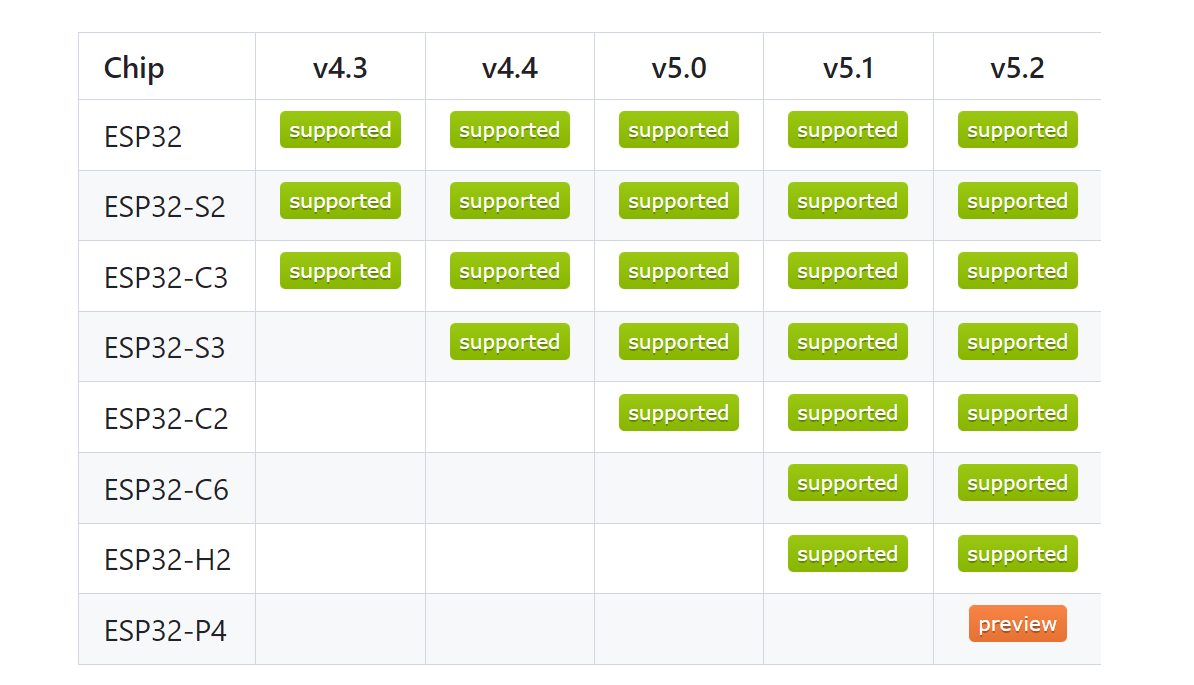 Chip v4.3 v4.4 v5.0 v5.1 v5.2
ESP32 supported supported supported supported supported
ESP32-S2 supported supported supported supported supported
ESP32-C3 supported supported supported supported supported
ESP32-S3 supported supported supported supported
ESP32-C2 supported supported supported
ESP32-C6 supported supported
ESP32-H2 supported supported
ESP32-P4 preview